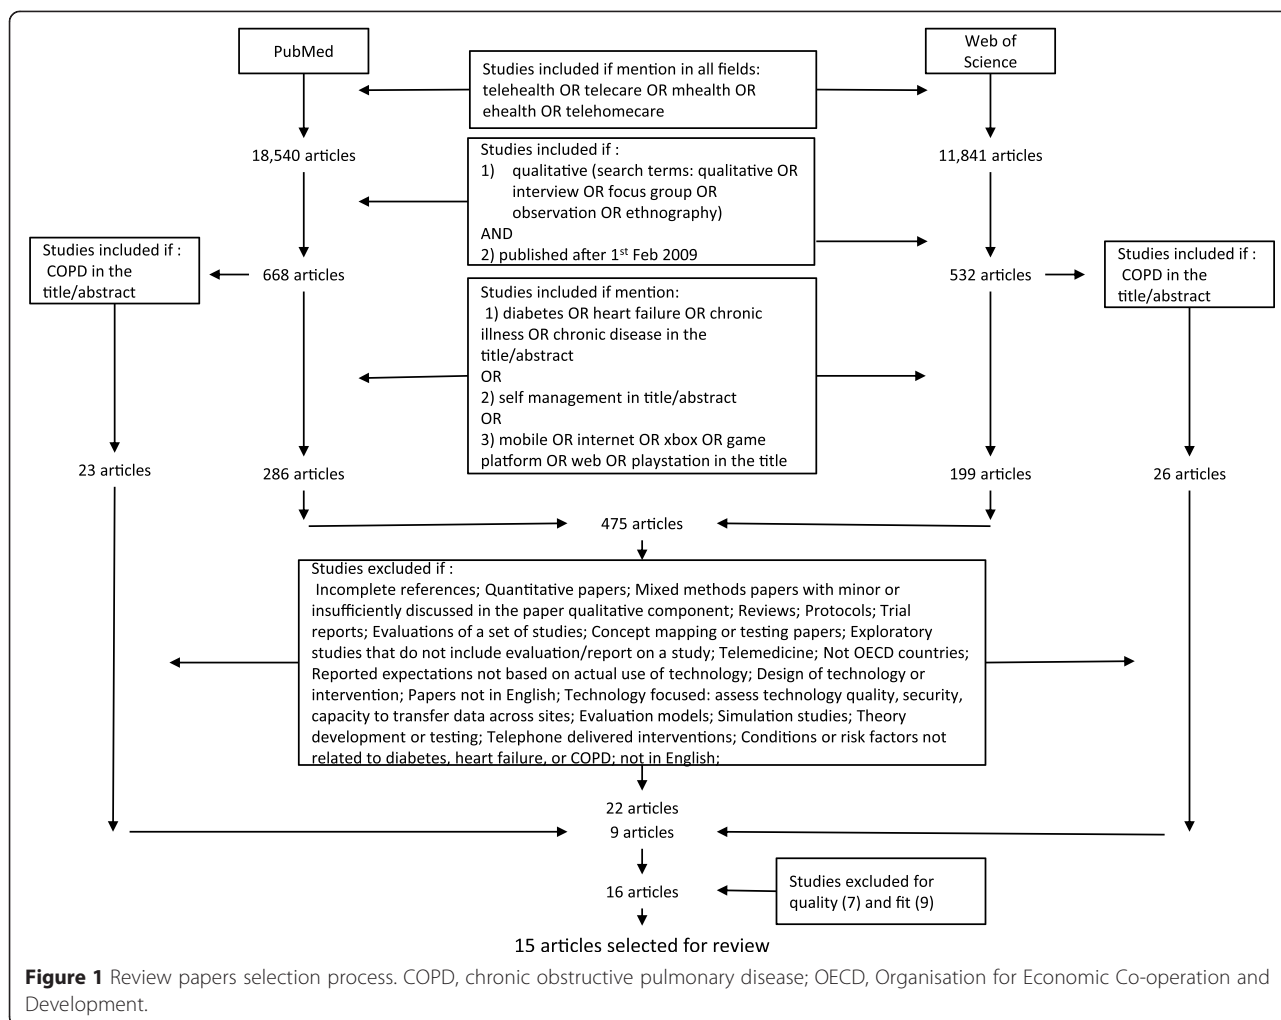 PubMed
Web of
Science
Studies included if mention in all fields:
telehealth OR telecare OR mhealth OR
ehealth OR telehomecare
18,540 articles
11,841 articles
Studies included if :
1) qualitative (search terms: qualitative OR
interview OR focus group OR
observation OR ethnography)
AND
2) published after 1st Feb 2009
Studies included if :
COPD in the
title/abstract
668 articles
532 articles
Studies included if :
COPD in the
title/abstract
Studies included if mention:
1) diabetes OR heart failure OR chronic
illness OR chronic disease in the
title/abstract
OR
2) self management in title/abstract
OR
3) mobile OR internet OR xbox OR game
platform OR web OR playstation in the title
23 articles
286 articles
199 articles
26 articles
475 articles
Studies excluded if :
Incomplete references; Quantitative papers; Mixed methods papers with minor or
insufficiently discussed in the paper qualitative component; Reviews; Protocols; Trial
reports; Evaluations of a set of studies; Concept mapping or testing papers; Exploratory
studies that do not include evaluation/report on a study; Telemedicine; Not OECD countries;
Reported expectations not based on actual use of technology; Design of technology or
intervention; Papers not in English; Technology focused: assess technology quality, security,
capacity to transfer data across sites; Evaluation models; Simulation studies; Theory
development or testing; Telephone delivered interventions; Conditions or risk factors not
related to diabetes, heart failure, or COPD; not in English;
22 articles
9 articles
16 articles
Studies excluded for
quality (7) and fit (9)
15 articles selected for review
Figure 1 Review papers selection process. COPD, chronic obstructive pulmonary disease; OECD, Organisation for Economic Co-operation and
Development.